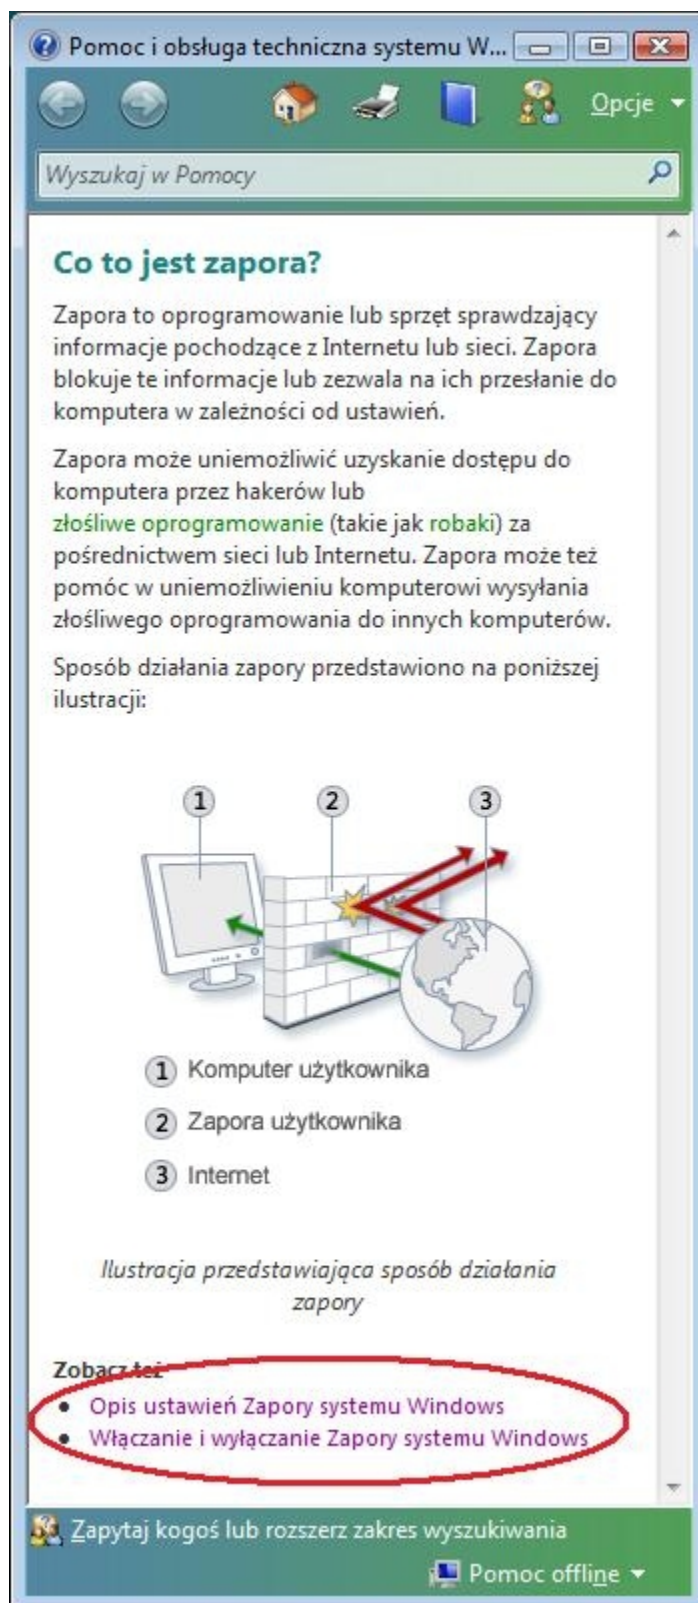 Pomoc i obsługa techniczna systemu W...
Opcje
Wyszukaj w Pomocy
Co to jest zapora?
Zapora to oprogramowanie lub sprzęt sprawdzający
informacje pochodzące z Internetu lub sieci. Zapora
blokuje te informacje lub zezwala na ich przesłanie do
komputera w zależności od ustawień.
Zapora może uniemożliwić uzyskanie dostępu do
komputera przez hakerów lub
złośliwe oprogramowanie (takie jak robaki) za
pośrednictwem sieci lub Internetu. Zapora może też
pomóc w uniemożliwieniu komputerowi wysyłania
złośliwego oprogramowania do innych komputerów.
Sposób działania zapory przedstawiono na poniższej
ilustracji:
1 2 3
1 Komputer użytkownika
2 Zapora użytkownika
3 Internet
Ilustracja przedstawiająca sposób działania
zapory
Zobacz też
• Opis ustawień Zapory systemu Windows
• Włączanie i wyłączanie Zapory systemu Windows
Zapytaj kogoś lub rozszerz zakres wyszukiwania
Pomoc offline